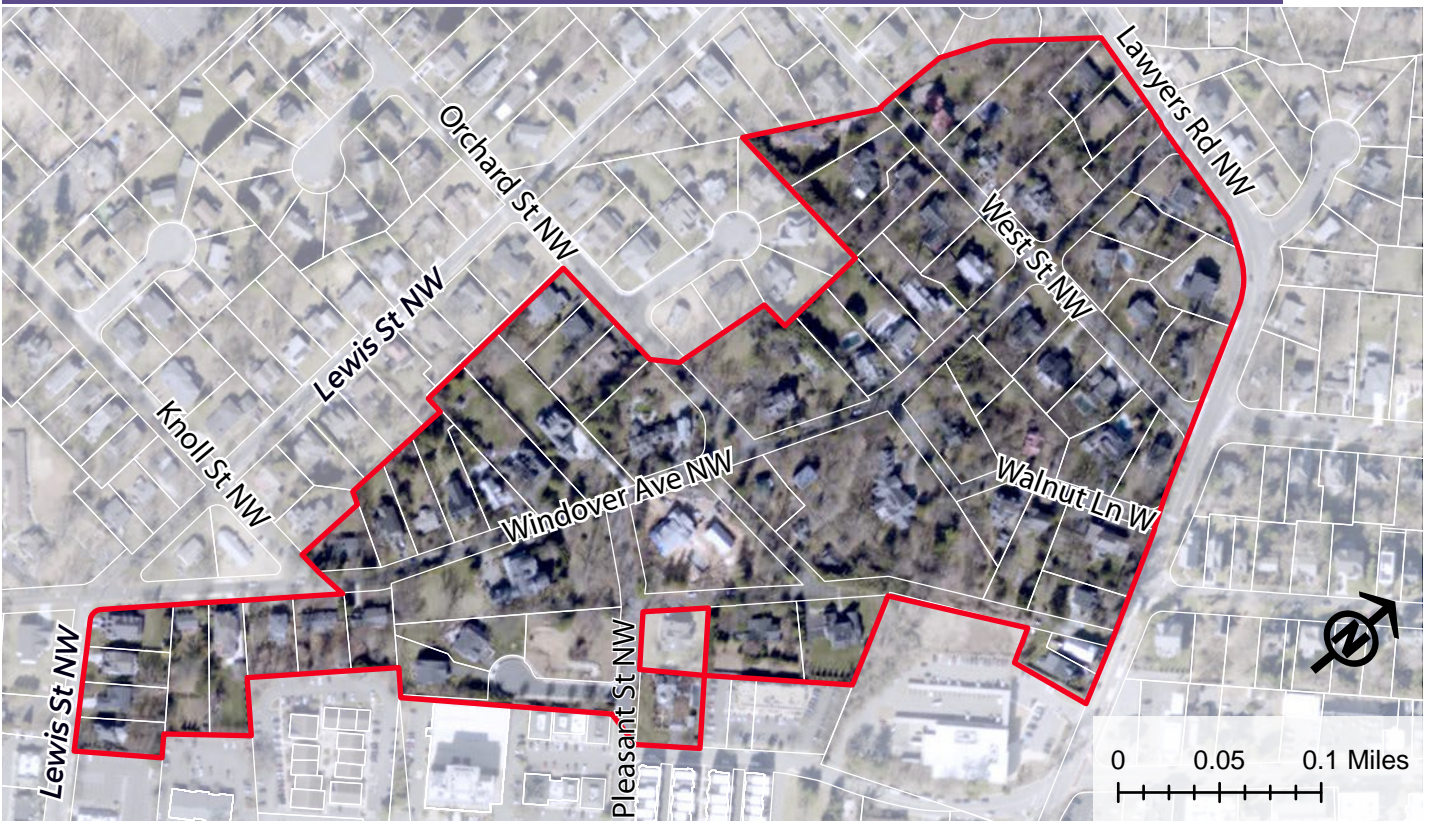 Lawyers Rd NW
Orchard St NW
West St NW
Lewis St NW
Knoll St NW
Windover Ave NW
Walnut Ln W
Lewis St NW
Pleasant St NW
N
0 0.05 0.1 Miles